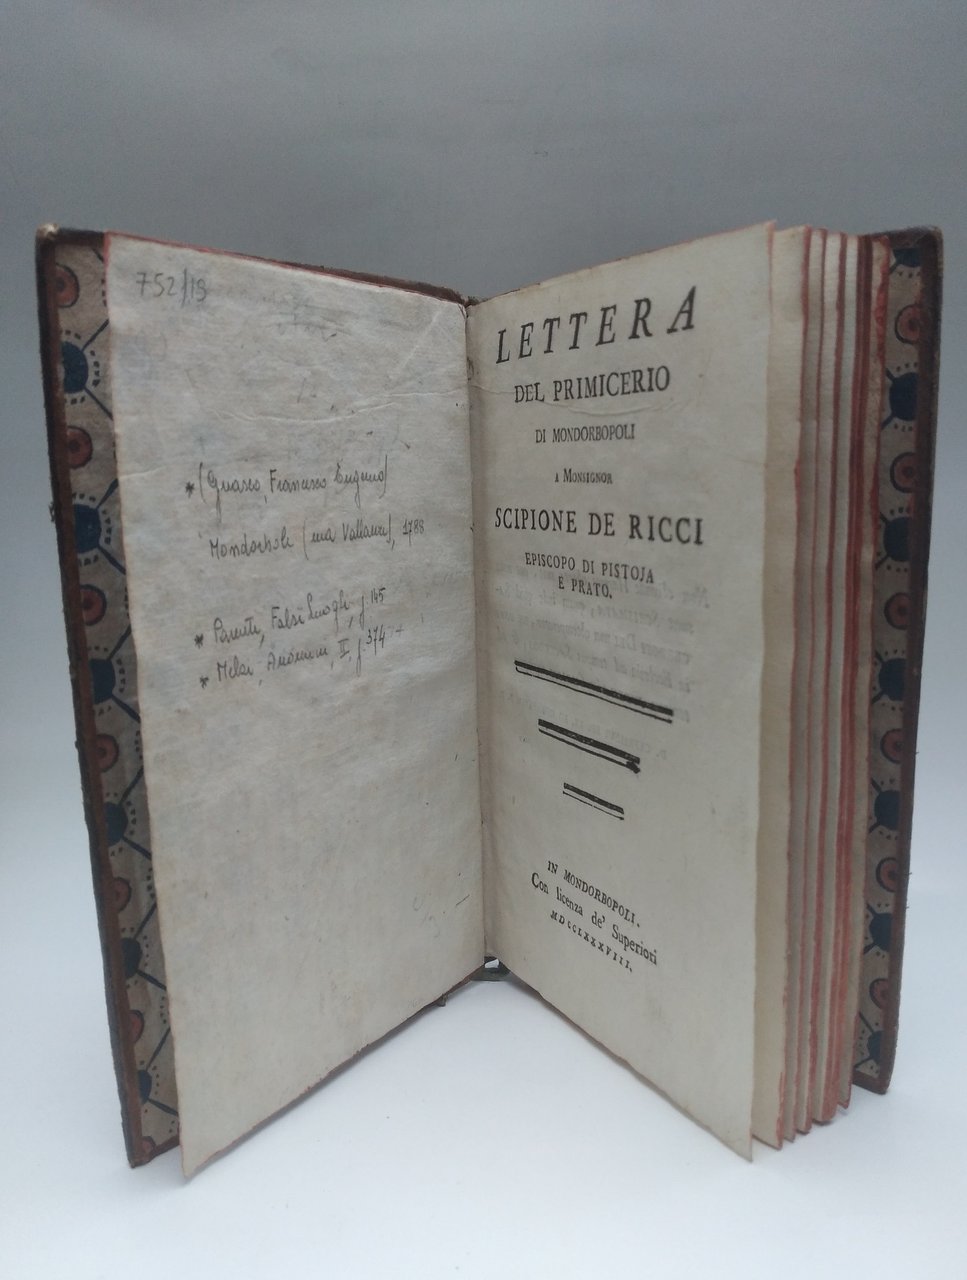 752/19
* (Guasco, Francesco Eugenio)
Mondorboli (ma Vallauri), 1788
* Parenti, Falsi Luoghi, f. 145
* Melzi, Anonimi, II, f. 374
LETTERA
DEL PRIMICERIO
DI MONDORBOPOLI
A MONSIGNOR
SCIPIONE DE RICCI
EPISCOPO DI PISTOJA
E PRATO.
IN MONDORBOPOLI.
Con licenza de' Superiori
MDCCLXXXVIII.